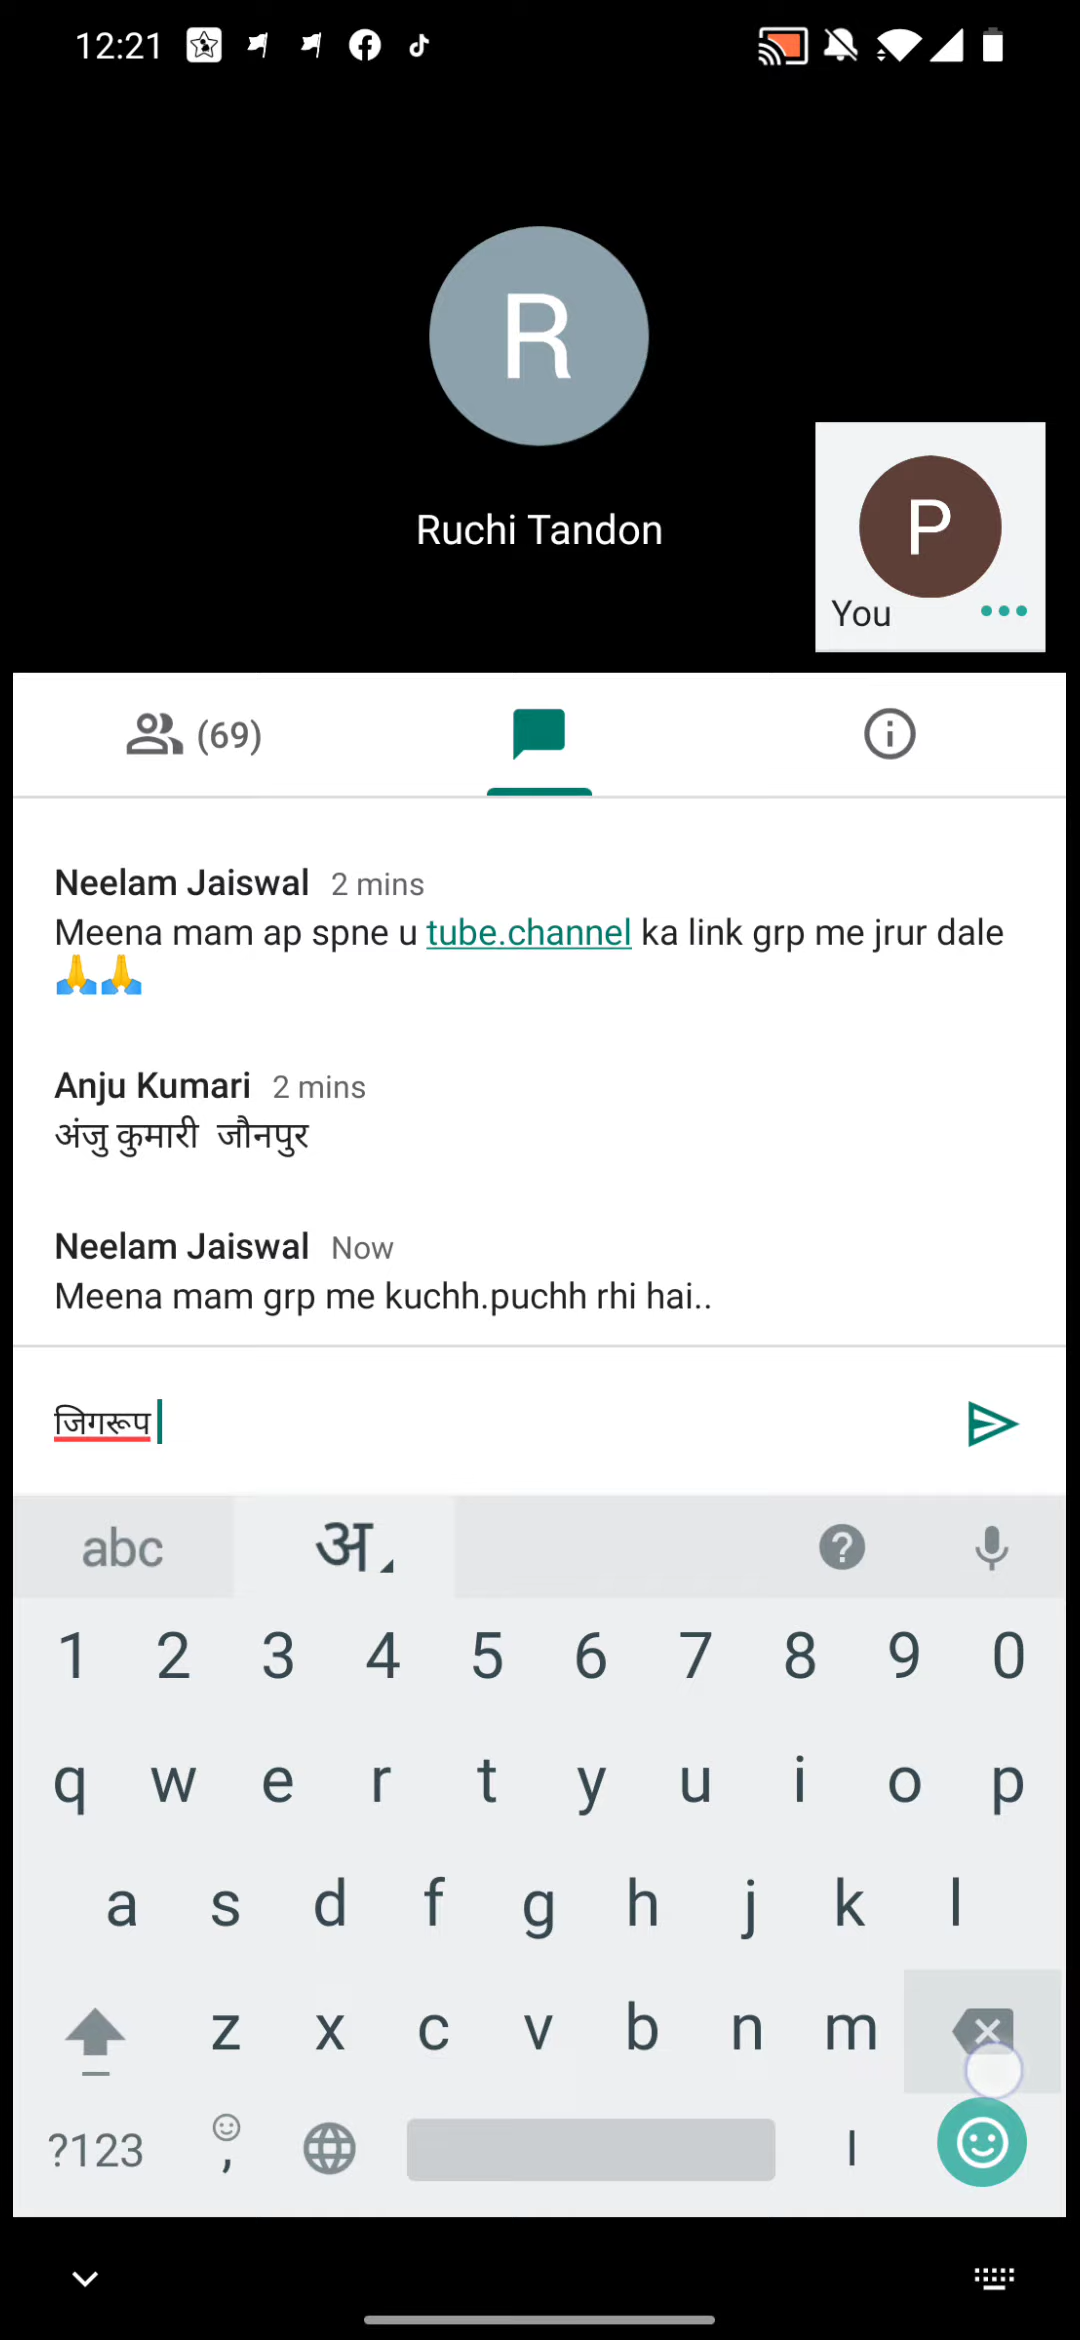 12:21
R
Ruchi Tandon
P
You
(69)
Neelam Jaiswal 2 mins
Meena mam ap spne u tube.channel ka link grp me jrur dale
🙏🙏
Anju Kumari 2 mins
अंजु कुमारी जौनपुर
Neelam Jaiswal Now
Meena mam grp me kuchh.puchh rhi hai..
जिगरूप
abc अ
1 2 3 4 5 6 7 8 9 0
q w e r t y u i o p
a s d f g h j k l
z x c v b n m
?123 , ।